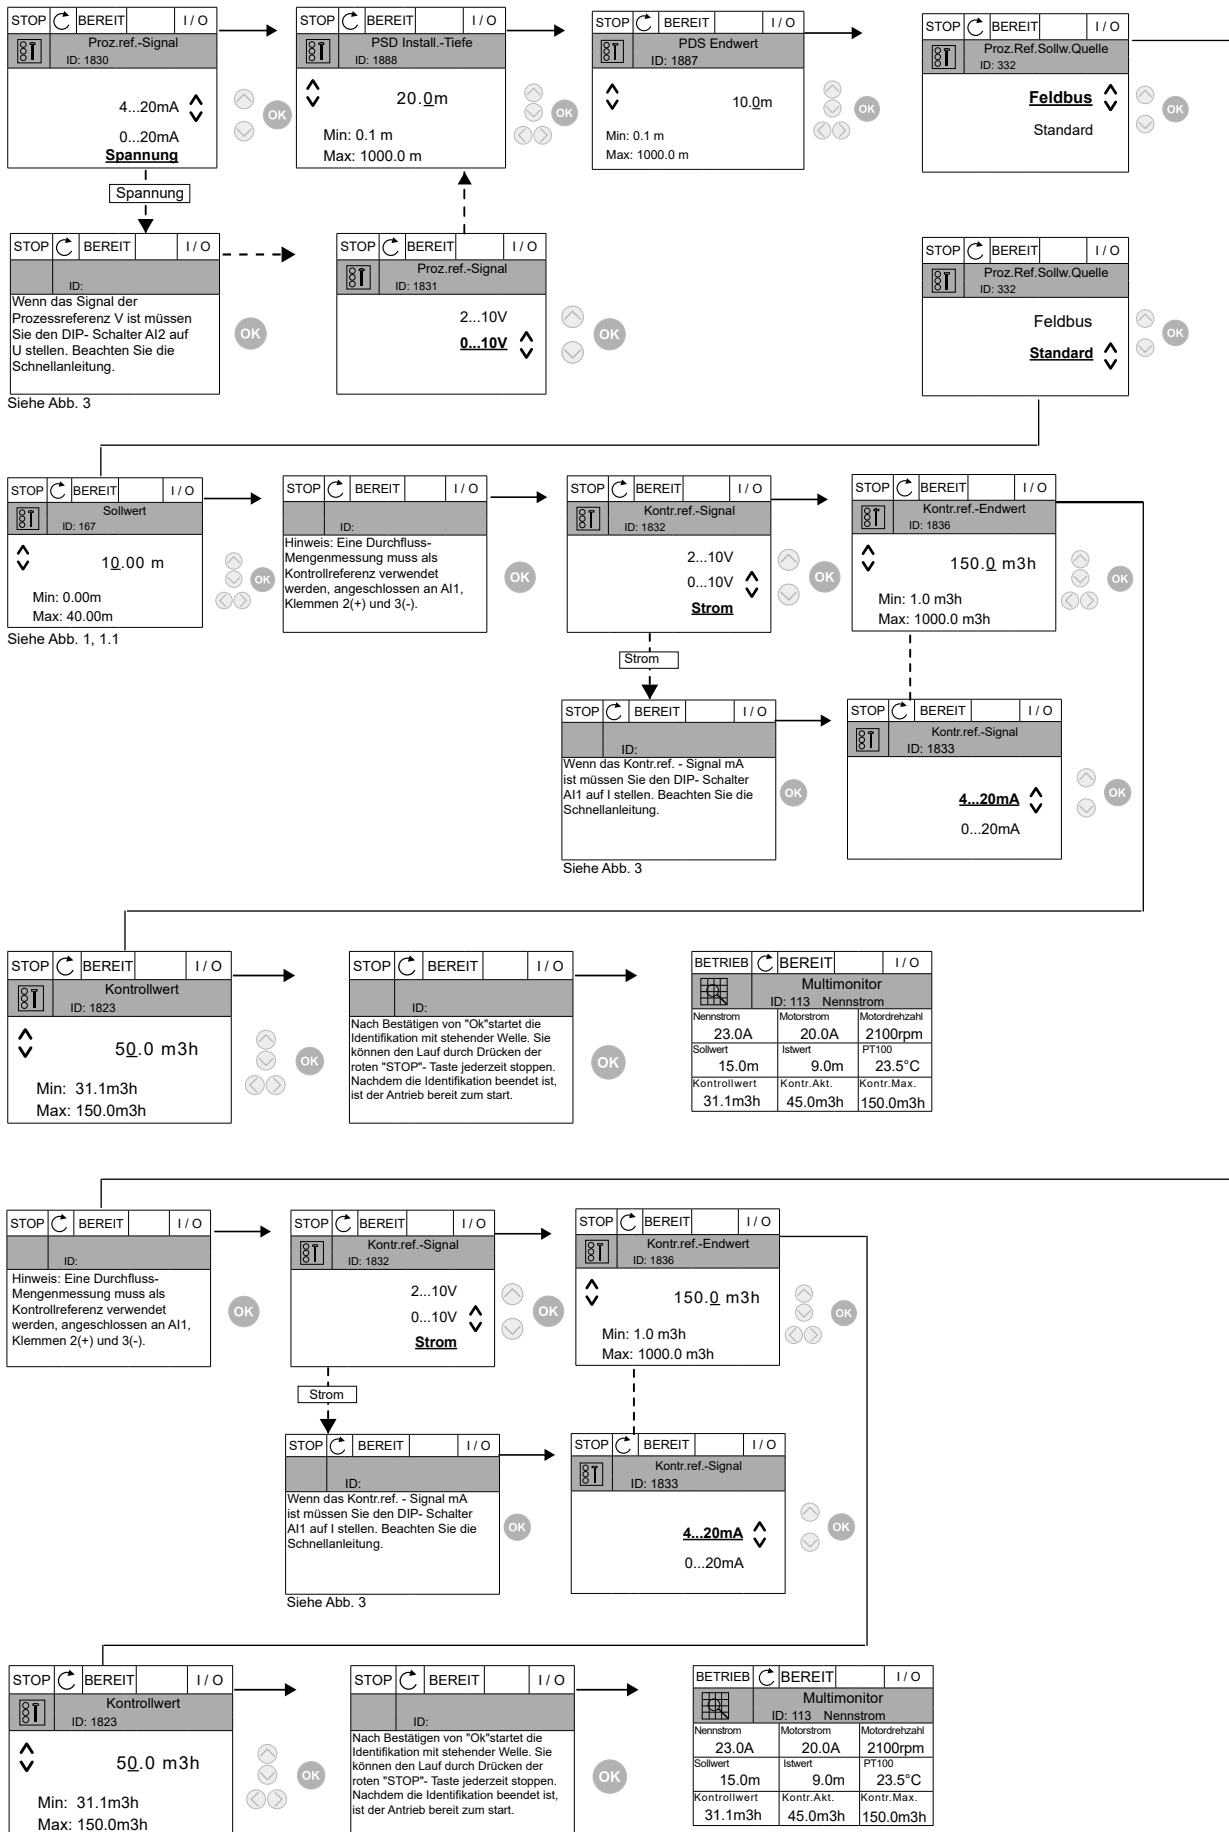 STOP BEREIT I / O
Proz.ref.-Signal
ID: 1830
4...20mA
0...20mA
Spannung
OK
STOP BEREIT I / O
PSD Install.-Tiefe
ID: 1888
20.0m
Min: 0.1 m
Max: 1000.0 m
OK
STOP BEREIT I / O
PDS Endwert
ID: 1887
10.0m
Min: 0.1 m
Max: 1000.0 m
OK
STOP BEREIT I / O
Proz.Ref.Sollw.Quelle
ID: 332
Feldbus
Standard
OK
Spannung
STOP BEREIT I / O
ID:
Wenn das Signal der
Prozessreferenz V ist müssen
Sie den DIP- Schalter AI2 auf
U stellen. Beachten Sie die
Schnellanleitung.
OK
Siehe Abb. 3
STOP BEREIT I / O
Proz.ref.-Signal
ID: 1831
2...10V
0...10V
OK
STOP BEREIT I / O
Proz.Ref.Sollw.Quelle
ID: 332
Feldbus
Standard
OK
STOP BEREIT I / O
Sollwert
ID: 167
10.00 m
Min: 0.00m
Max: 40.00m
OK
Siehe Abb. 1, 1.1
STOP BEREIT I / O
ID:
Hinweis: Eine Durchfluss-
Mengenmessung muss als
Kontrollreferenz verwendet
werden, angeschlossen an AI1,
Klemmen 2(+) und 3(-).
OK
STOP BEREIT I / O
Kontr.ref.-Signal
ID: 1832
2...10V
0...10V
Strom
OK
STOP BEREIT I / O
Kontr.ref.-Endwert
ID: 1836
150.0 m3h
Min: 1.0 m3h
Max: 1000.0 m3h
OK
Strom
STOP BEREIT I / O
ID:
Wenn das Kontr.ref. - Signal mA
ist müssen Sie den DIP- Schalter
AI1 auf I stellen. Beachten Sie die
Schnellanleitung.
OK
Siehe Abb. 3
STOP BEREIT I / O
Kontr.ref.-Signal
ID: 1833
4...20mA
0...20mA
OK
STOP BEREIT I / O
Kontrollwert
ID: 1823
50.0 m3h
Min: 31.1m3h
Max: 150.0m3h
OK
STOP BEREIT I / O
ID:
Nach Bestätigen von "Ok"startet die
Identifikation mit stehender Welle. Sie
können den Lauf durch Drücken der
roten "STOP"- Taste jederzeit stoppen.
Nachdem die Identifikation beendet ist,
ist der Antrieb bereit zum start.
OK
BETRIEB BEREIT I / O
Multimonitor
ID: 113 Nennstrom
Nennstrom Motorstrom Motordrehzahl
23.0A 20.0A 2100rpm
Sollwert Istwert PT100
15.0m 9.0m 23.5°C
Kontrollwert Kontr.Akt. Kontr.Max.
31.1m3h 45.0m3h 150.0m3h
STOP BEREIT I / O
ID:
Hinweis: Eine Durchfluss-
Mengenmessung muss als
Kontrollreferenz verwendet
werden, angeschlossen an AI1,
Klemmen 2(+) und 3(-).
OK
STOP BEREIT I / O
Kontr.ref.-Signal
ID: 1832
2...10V
0...10V
Strom
OK
STOP BEREIT I / O
Kontr.ref.-Endwert
ID: 1836
150.0 m3h
Min: 1.0 m3h
Max: 1000.0 m3h
OK
Strom
STOP BEREIT I / O
ID:
Wenn das Kontr.ref. - Signal mA
ist müssen Sie den DIP- Schalter
AI1 auf I stellen. Beachten Sie die
Schnellanleitung.
OK
Siehe Abb. 3
STOP BEREIT I / O
Kontr.ref.-Signal
ID: 1833
4...20mA
0...20mA
OK
STOP BEREIT I / O
Kontrollwert
ID: 1823
50.0 m3h
Min: 31.1m3h
Max: 150.0m3h
OK
STOP BEREIT I / O
ID:
Nach Bestätigen von "Ok"startet die
Identifikation mit stehender Welle. Sie
können den Lauf durch Drücken der
roten "STOP"- Taste jederzeit stoppen.
Nachdem die Identifikation beendet ist,
ist der Antrieb bereit zum start.
OK
BETRIEB BEREIT I / O
Multimonitor
ID: 113 Nennstrom
Nennstrom Motorstrom Motordrehzahl
23.0A 20.0A 2100rpm
Sollwert Istwert PT100
15.0m 9.0m 23.5°C
Kontrollwert Kontr.Akt. Kontr.Max.
31.1m3h 45.0m3h 150.0m3h